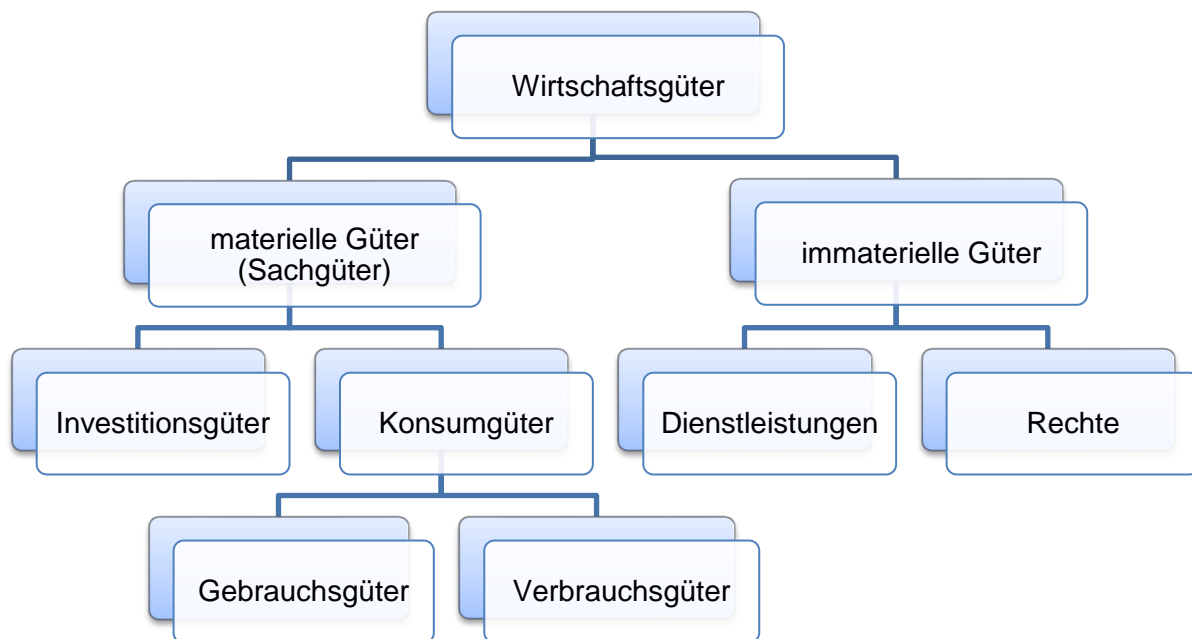 Wirtschaftsgüter
materielle Güter
(Sachgüter)
immaterielle Güter
Investitionsgüter
Konsumgüter
Dienstleistungen
Rechte
Gebrauchsgüter
Verbrauchsgüter